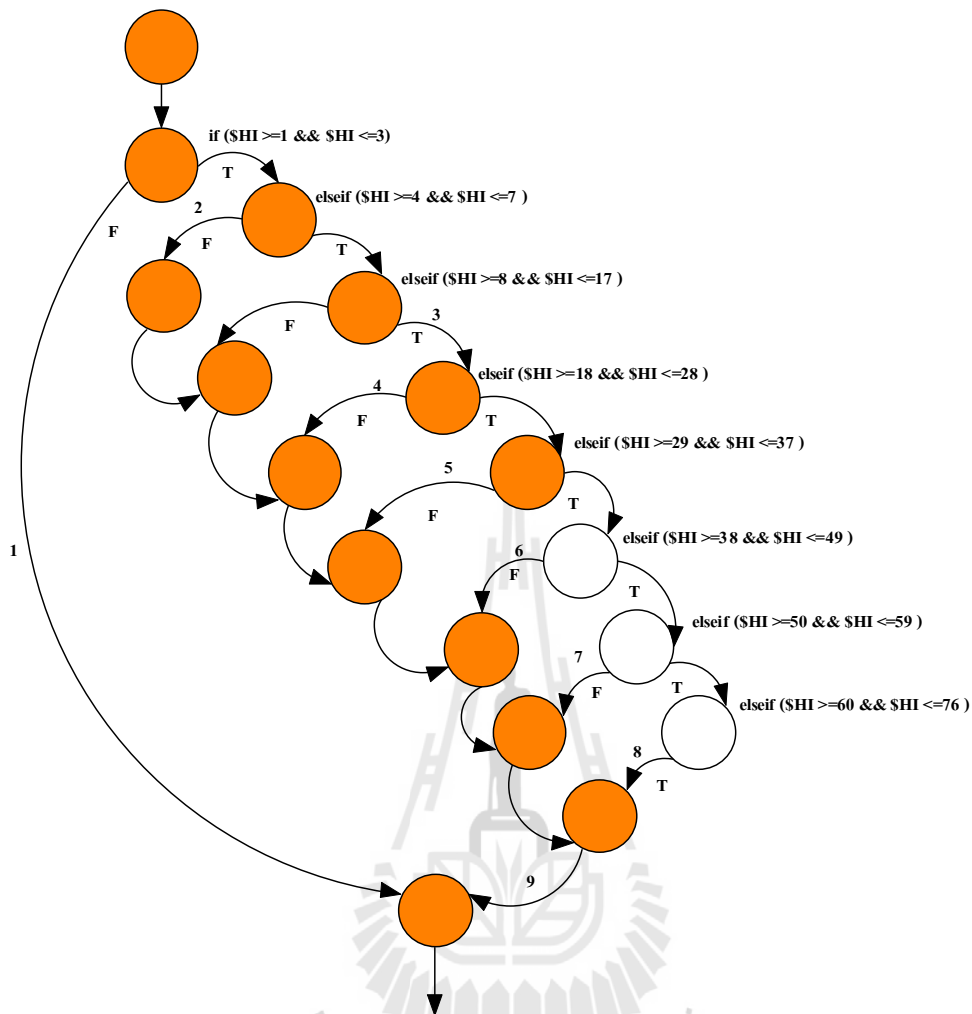 if ($HI >=1 && $HI <=3)
T
elseif ($HI >=4 && $HI <=7 )
2
F
F
T
elseif ($HI >=8 && $HI <=17 )
3
F
T
elseif ($HI >=18 && $HI <=28 )
4
F
T
elseif ($HI >=29 && $HI <=37 )
5
T
F
elseif ($HI >=38 && $HI <=49 )
1
6
F
T
elseif ($HI >=50 && $HI <=59 )
7
F
T
elseif ($HI >=60 && $HI <=76 )
8
T
9